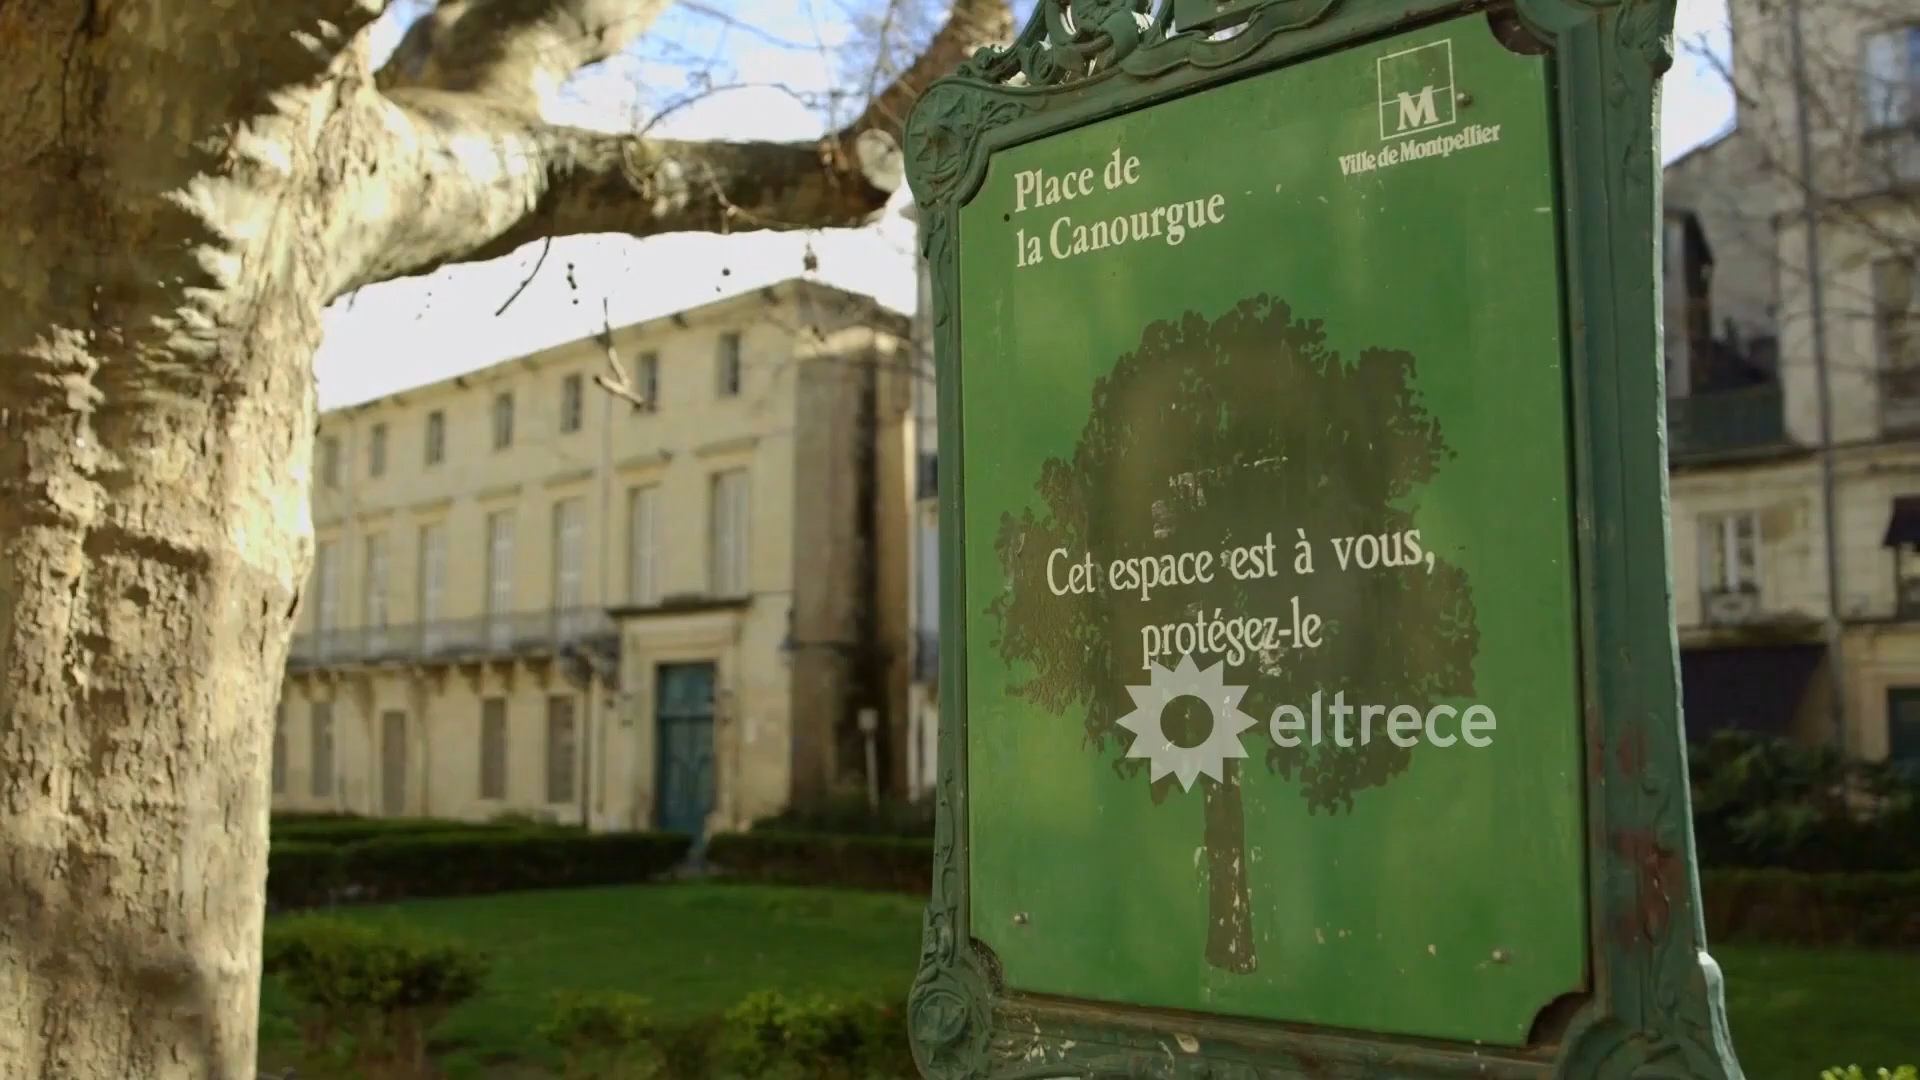 M
Ville de Montpellier
Place de
la Canourgue
Cet espace est à vous,
protégez-le
eltrece